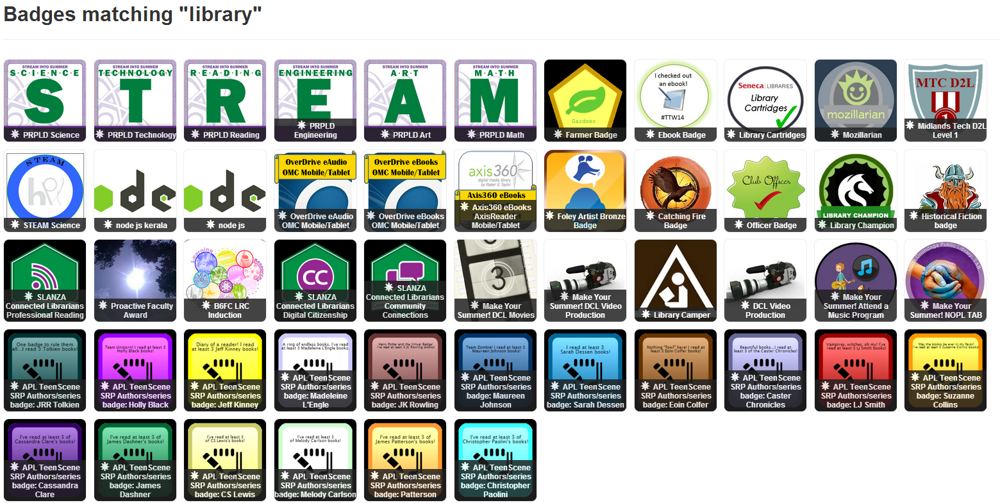 Badges matching "library"
STREAM INTO SUMMER
S·C·I·E·N·C·E
S
PRPLD Science
STREAM INTO SUMMER
T·E·C·H·N·O·L·O·G·Y
T
PRPLD Technology
STREAM INTO SUMMER
R·E·A·D·I·N·G
R
PRPLD Reading
STREAM INTO SUMMER
E·N·G·I·N·E·E·R·I·N·G
E
PRPLD
Engineering
STREAM INTO SUMMER
A·R·T
A
PRPLD Art
STREAM INTO SUMMER
M·A·T·H
M
PRPLD Math
Gardner
Farmer Badge
I checked out
an ebook!
#TTW14
Ebook Badge
Seneca LIBRARIES
Library
Cartridges
Library Cartridges
mozillarian
Mozillarian
MTC D2L
1
Midlands Tech D2L
Level 1
STEAM
STEAM Science
node js kerala
node js
OverDrive eAudio
OMC Mobile/Tablet
OverDrive eAudio
OMC Mobile/Tablet
OverDrive eBooks
OMC Mobile/Tablet
OverDrive eBooks
OMC Mobile/Tablet
axis360
digital media library
by Baker & Taylor
Axis360 eBooks
Axis360 eBooks
AxisReader
Mobile/Tablet
Foley Artist Bronze
Badge
Catching Fire
Badge
Club Officer
Officer Badge
LIBRARY CHAMPION
Library Champion
Historical Fiction
badge
SLANZA
Connected Librarians
Professional Reading
Proactive Faculty
Award
Learning
Resources
B6FC LRC
Induction
CC
SLANZA
Connected Librarians
Digital Citizenship
SLANZA
Connected Librarians
Community
Connections
3
Make Your
Summer! DCL Movies
Make Your
Summer! DCL Video
Production
Library Camper
DCL Video
Production
Make Your
Summer! Attend a
Music Program
Onondaga Public Library TAB
Make Your
Summer! NOPL TAB
One badge to rule them
all...I read 3 Tolkien books!
APL TeenScene
SRP Authors/series
badge: JRR Tolkien
Team Unicorn! I read at least 3
Holly Black books!
APL TeenScene
SRP Authors/series
badge: Holly Black
Diary of a reader! I read
at least 3 Jeff Kinney books!
APL TeenScene
SRP Authors/series
badge: Jeff Kinney
A ring of endless books, I've read
at least 3 Madeleine L'Engle books.
APL TeenScene
SRP Authors/series
badge: Madeleine
L'Engle
Harry Potter and the Virtual Badge!
I've read at least 3 JK Rowling books!
APL TeenScene
SRP Authors/series
badge: JK Rowling
Team Zombie! I read at least 3
Maureen Johnson books!
APL TeenScene
SRP Authors/series
badge: Maureen
Johnson
I read at least 3
Sarah Dessen books!
APL TeenScene
SRP Authors/series
badge: Sarah Dessen
Nothing "fowl" here! I read at
least 3 Eoin Colfer books!
APL TeenScene
SRP Authors/series
badge: Eoin Colfer
Beautiful books...I read at
least 3 of the Caster Chronicles!
APL TeenScene
SRP Authors/series
badge: Caster
Chronicles
Vampires, witches, oh my! I've
read at least 3 LJ Smith books!
APL TeenScene
SRP Authors/series
badge: LJ Smith
May the books be ever in my favor!
I've read at least 3 Suzanne Collins books!
APL TeenScene
SRP Authors/series
badge: Suzanne
Collins
I've read at least 3 of
Cassandra Clare's books!
APL TeenScene
SRP Authors/series
badge: Cassandra
Clare
I've read at least 3 of
James Dashner's books!
APL TeenScene
SRP Authors/series
badge: James
Dashner
I've read at least 3
of CS Lewis's books!
APL TeenScene
SRP Authors/series
badge: CS Lewis
I've read at least 3
of Melody Carlson books!
APL TeenScene
SRP Authors/series
badge: Melody Carlson
I've read at least 3 of
James Patterson's books!
APL TeenScene
SRP Authors/series
badge: Patterson
I've read at least 3 of
Christopher Paolini's books!
APL TeenScene
SRP Authors/series
badge: Christopher
Paolini